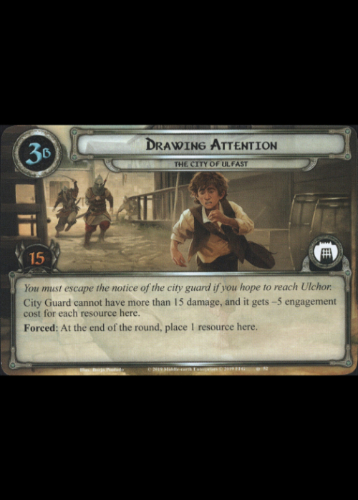 3B
DRAWING ATTENTION
THE CITY OF ULFAST
15
You must escape the notice of the city guard if you hope to reach Ulchor.
City Guard cannot have more than 15 damage, and it gets –5 engagement
cost for each resource here.
Forced: At the end of the round, place 1 resource here.